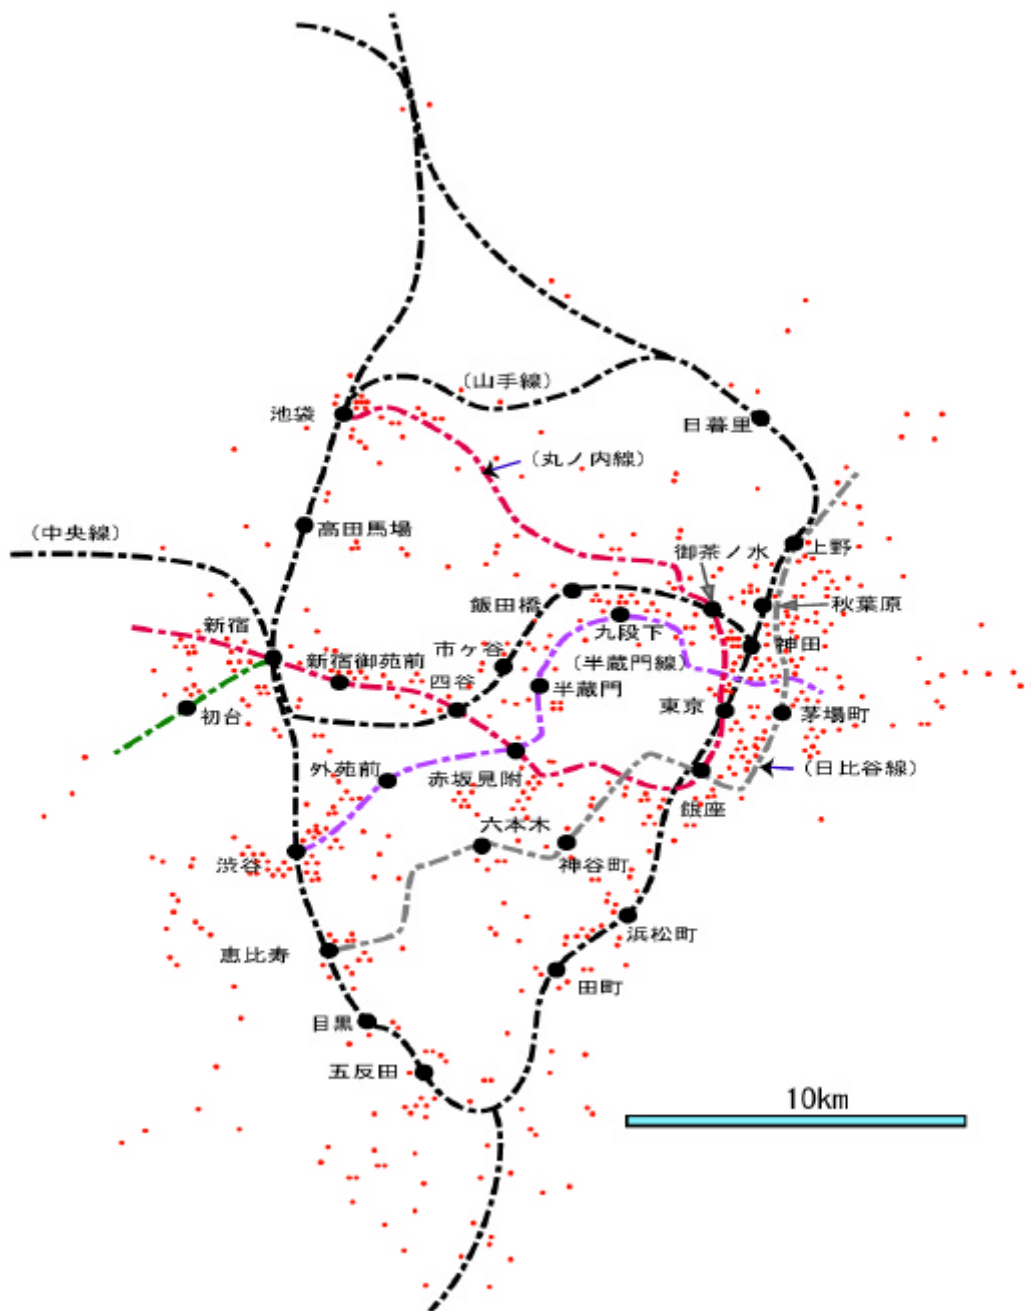 (山手線)
池袋
日暮里
(丸ノ内線)
(中央線)
高田馬場
御茶ノ水
上野
飯田橋
秋葉原
新宿
九段下
神田
市ヶ谷
新宿御苑前
(半蔵門線)
四谷
半蔵門
初台
東京
茅場町
外苑前
赤坂見附
(日比谷線)
銀座
六本木
渋谷
神谷町
浜松町
恵比寿
田町
目黒
五反田
10km